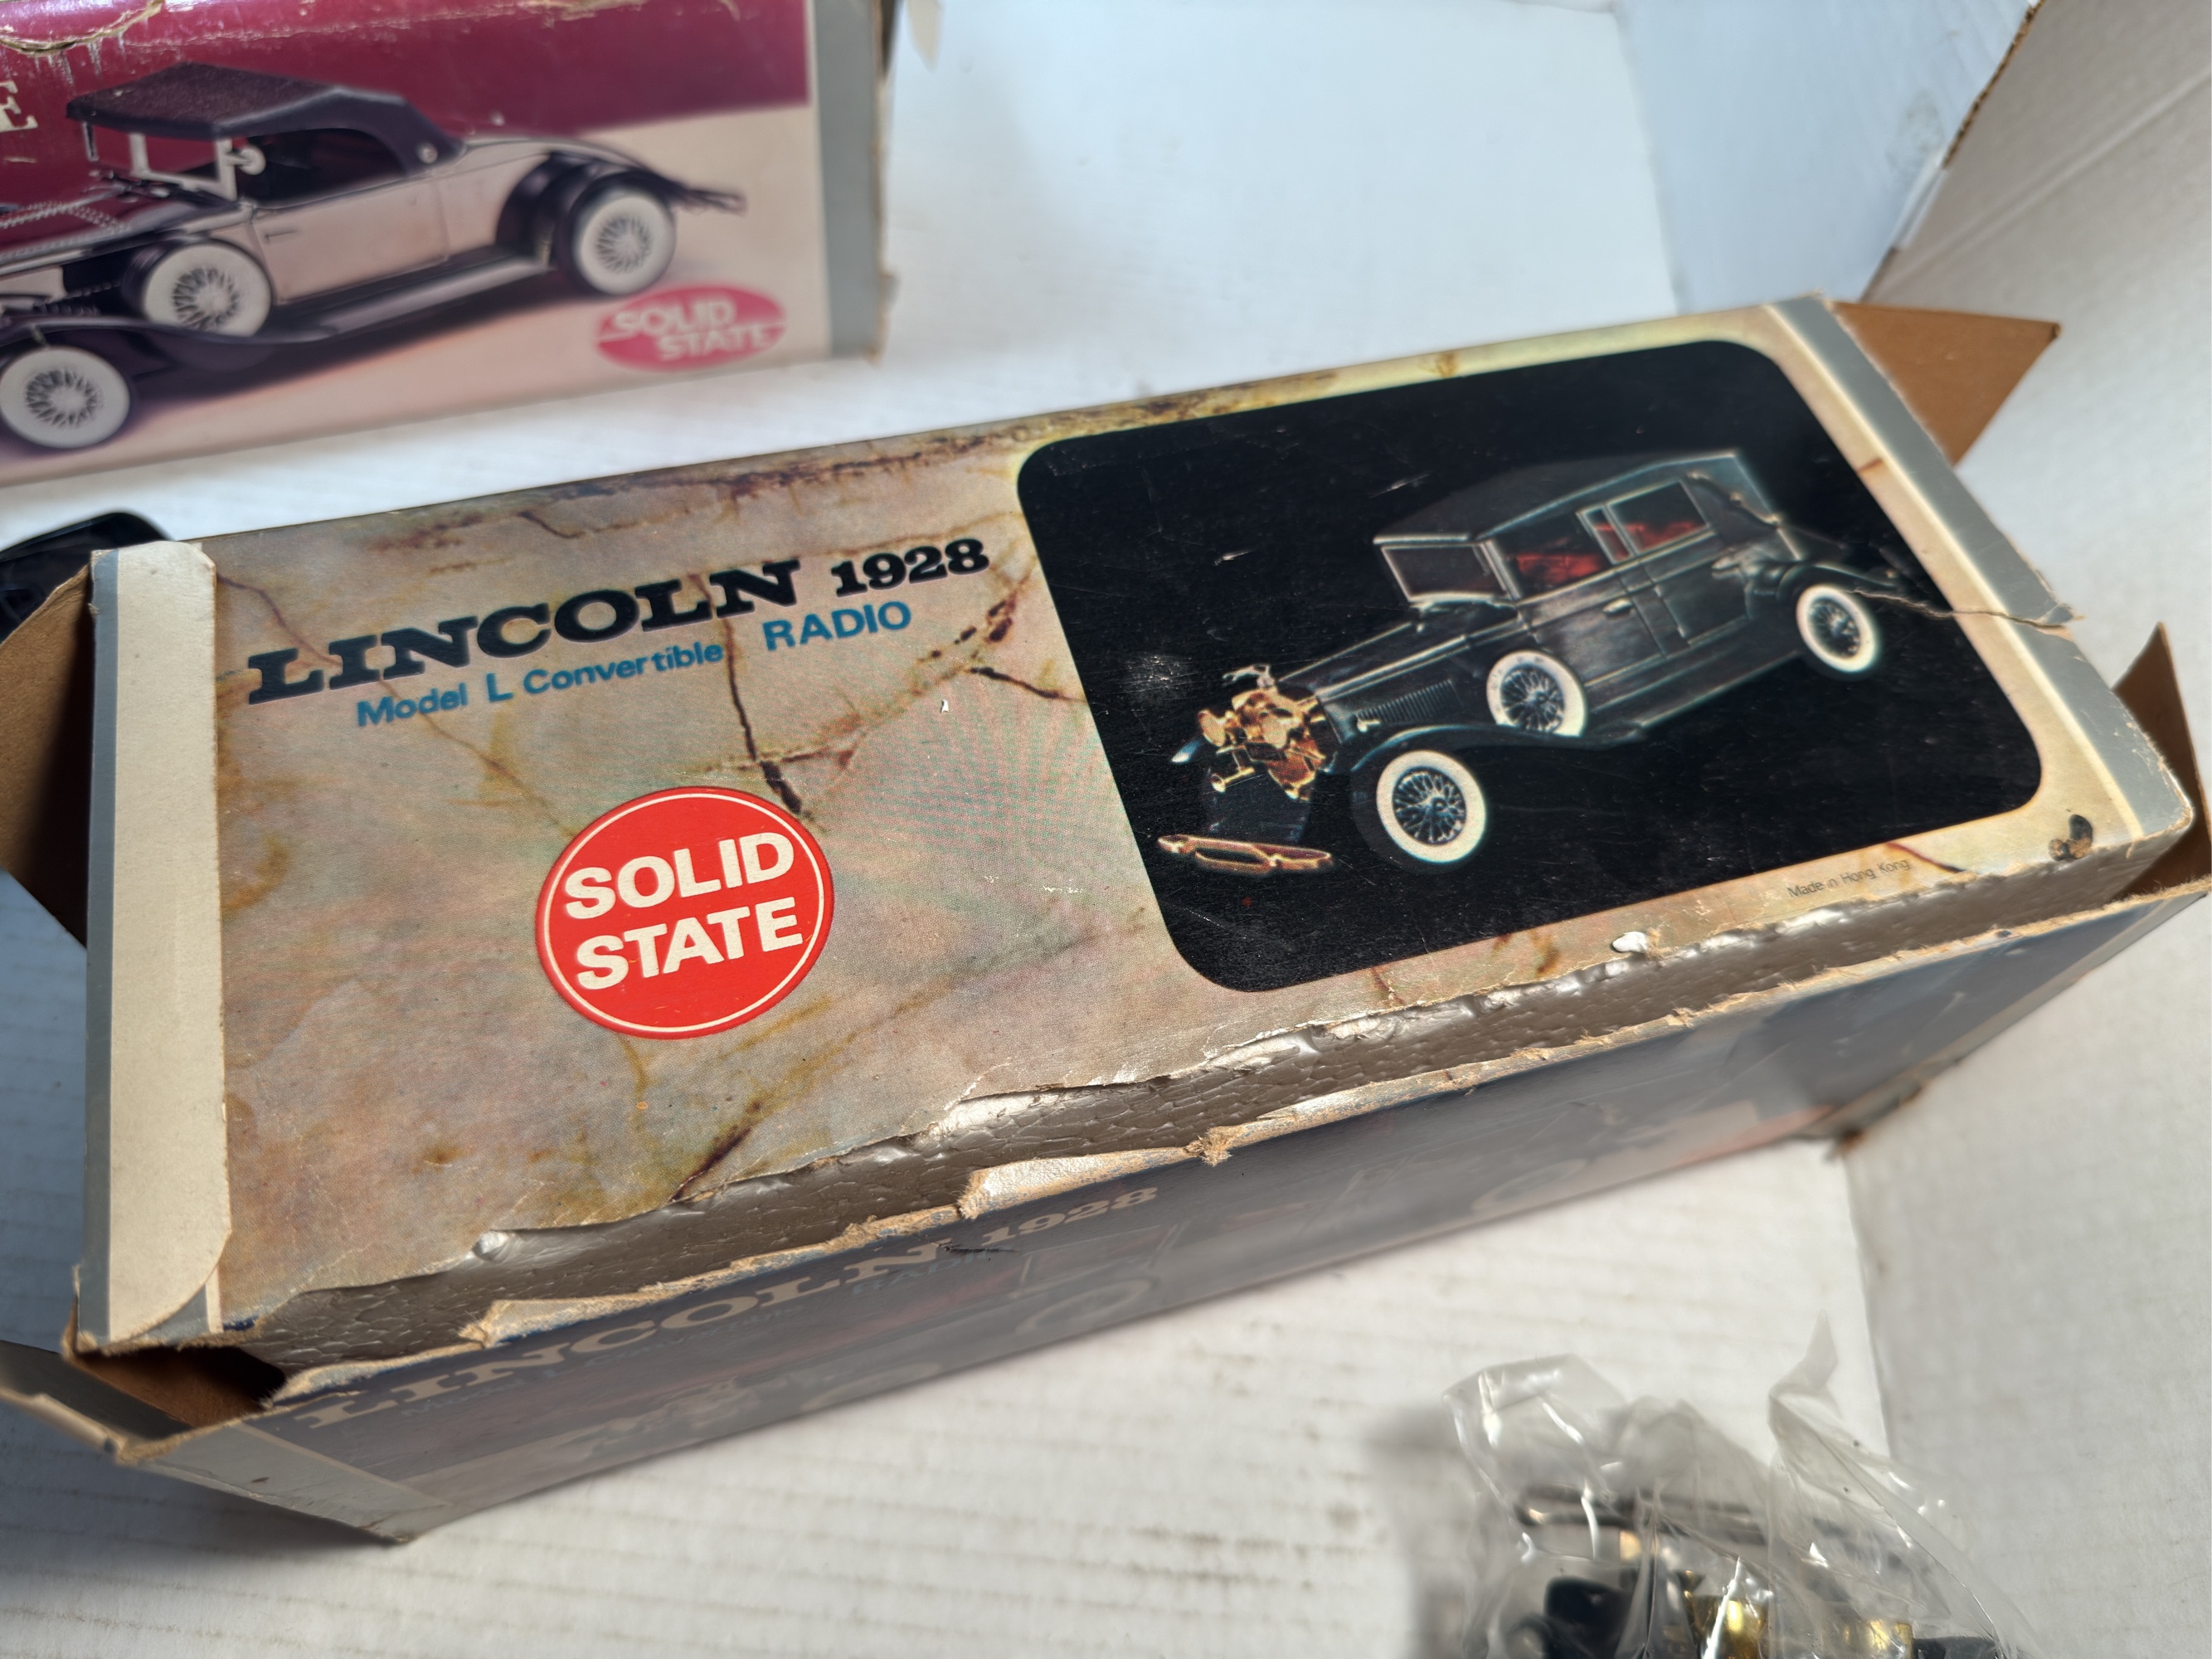 E
SOLID
STATE
LINCOLN 1928
Model L Convertible RADIO
SOLID
STATE
Made in Hong Kong
LINCOLN 1928